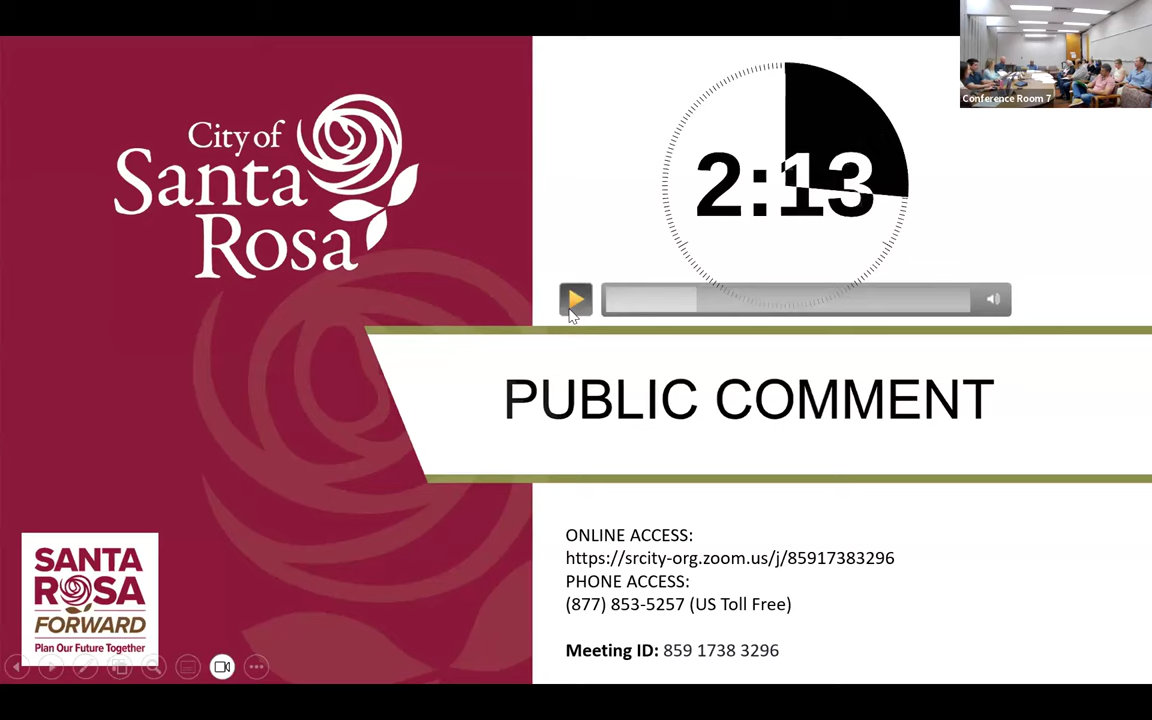 City of
Santa
Rosa
2:13
Conference Room 7
PUBLIC COMMENT
ONLINE ACCESS:
https://srcity-org.zoom.us/j/85917383296
PHONE ACCESS:
(877) 853-5257 (US Toll Free)
Meeting ID: 859 1738 3296
SANTA
ROSA
FORWARD
Plan Our Future Together